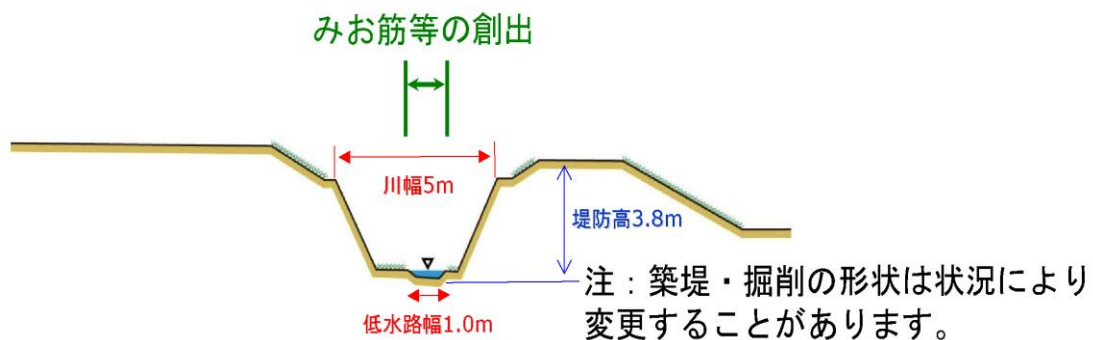 みお筋等の創出
川幅5m
堤防高3.8m
低水路幅1.0m
注：築堤・掘削の形状は状況により
変更することがあります。